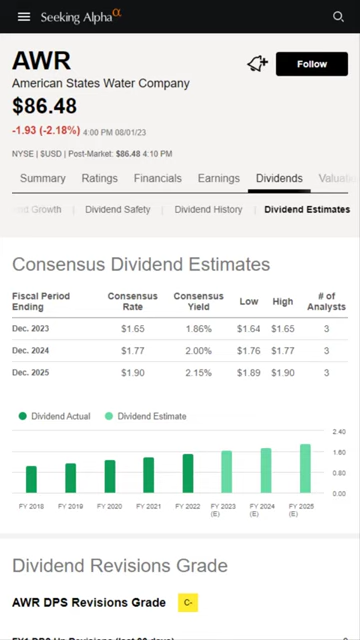 Seeking Alpha α
AWR
American States Water Company
$86.48
-1.93 (-2.18%) 4:00 PM 08/01/23
NYSE | $USD | Post-Market: $86.48 4:10 PM
Follow
Summary Ratings Financials Earnings Dividends Valuatio
Growth Dividend Safety Dividend History Dividend Estimates
Consensus Dividend Estimates
Fiscal Period Ending Consensus Rate Consensus Yield Low High # of Analysts
Dec. 2023 $1.65 1.86% $1.64 $1.65 3
Dec. 2024 $1.77 2.00% $1.76 $1.77 3
Dec. 2025 $1.90 2.15% $1.89 $1.90 3
Dividend Actual Dividend Estimate
2.40
1.60
0.80
0.00
FY 2018 FY 2019 FY 2020 FY 2021 FY 2022 FY 2023 (E) FY 2024 (E) FY 2025 (E)
Dividend Revisions Grade
AWR DPS Revisions Grade C-